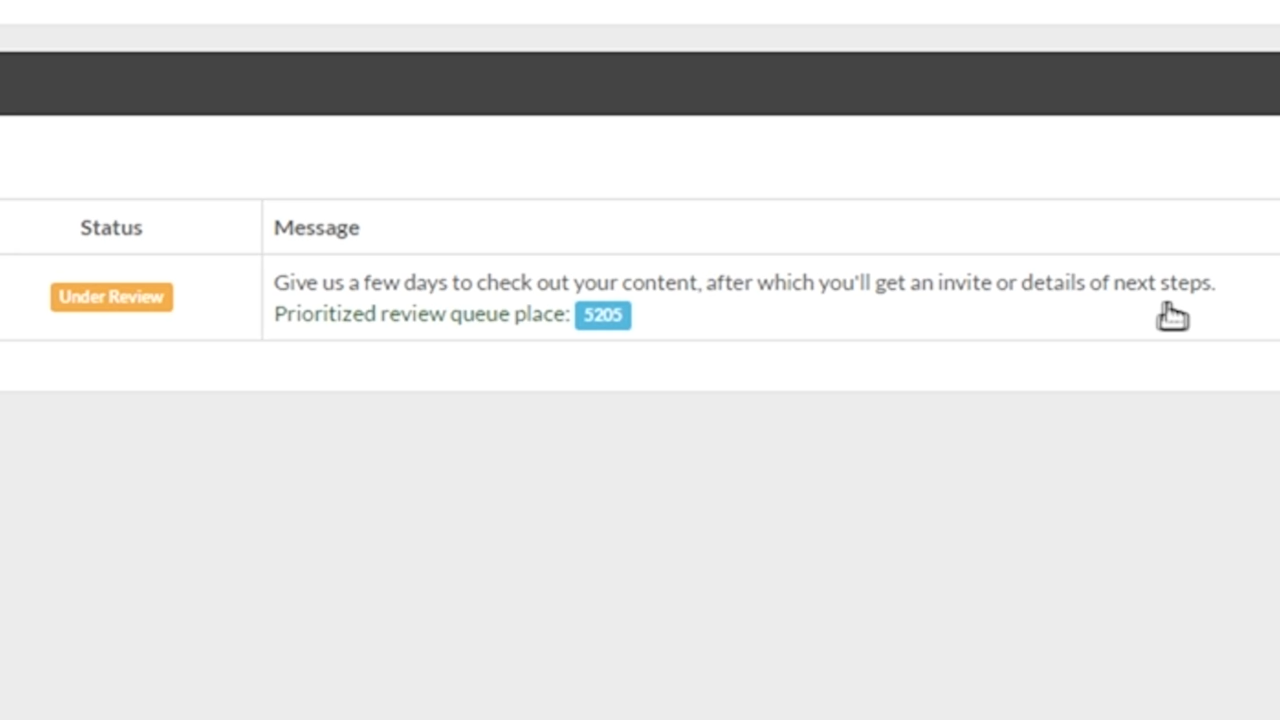 Status
Message
Under Review
Give us a few days to check out your content, after which you'll get an invite or details of next steps.
Prioritized review queue place: 5205